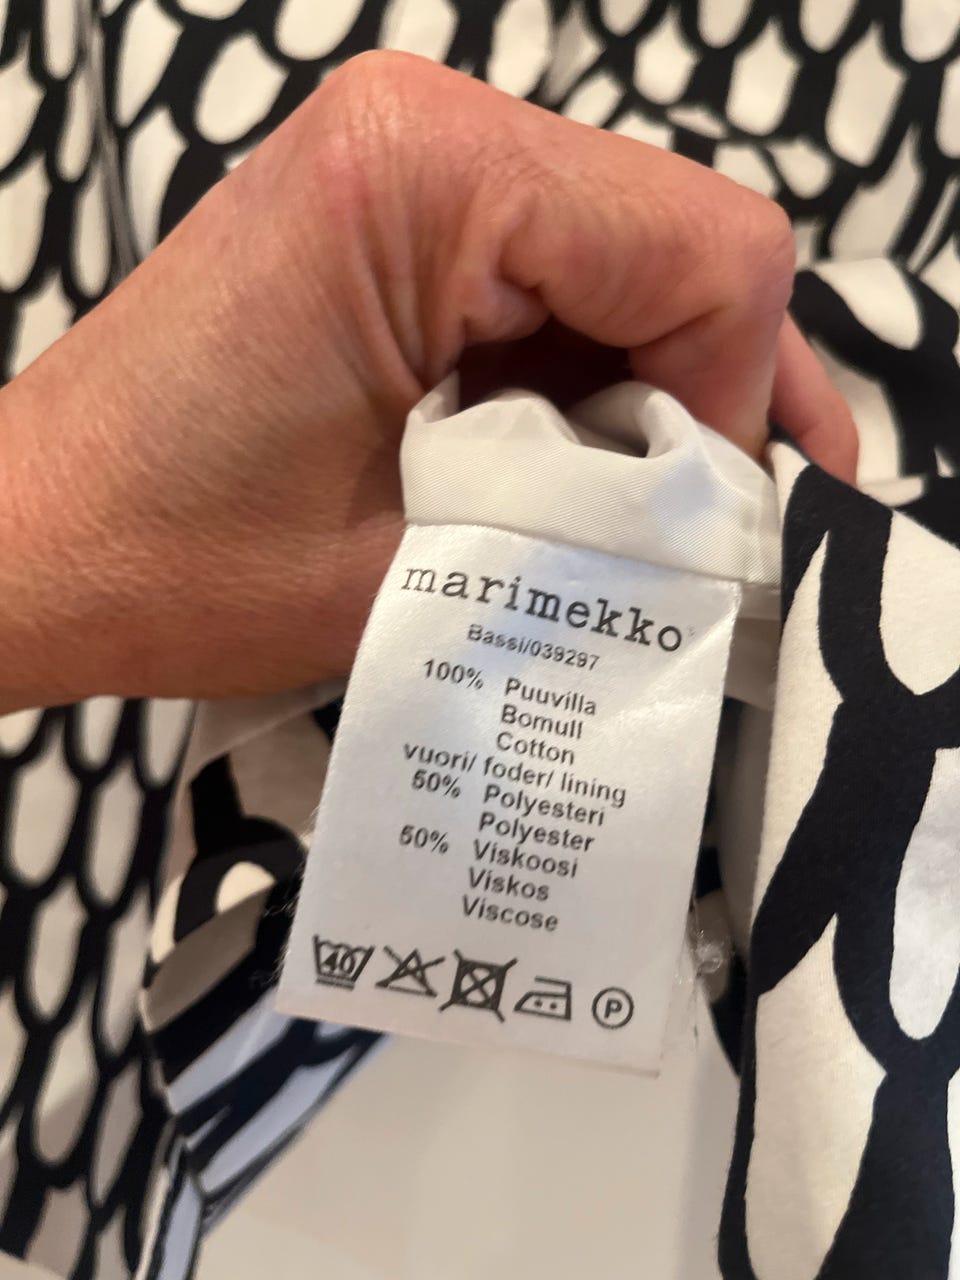 marimekko
Bassi/039297
100% Puuvilla
Bomull
Cotton
vuori/ foder/ lining
50% Polyesteri
Polyester
50% Viskoosi
Viskos
Viscose
40 P